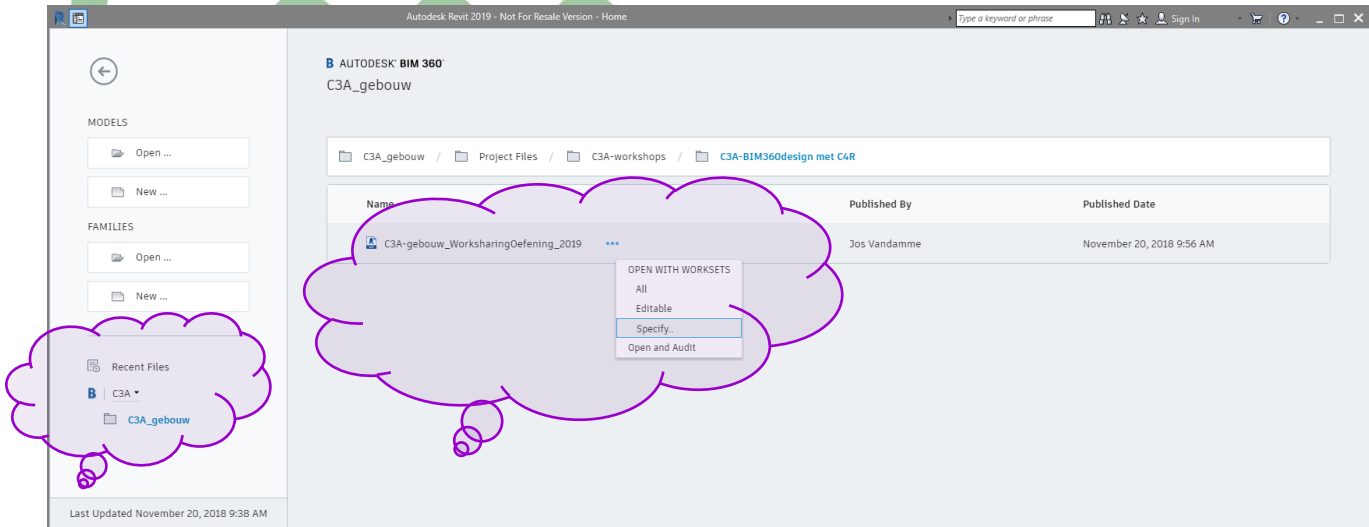 Autodesk Revit 2019 - Not For Resale Version - Home
Type a keyword or phrase
Sign In
AUTODESK® BIM 360™
C3A_gebouw
MODELS
Open ...
New ...
FAMILIES
Open ...
New ...
Recent Files
B | C3A
C3A_gebouw
Last Updated November 20, 2018 9:38 AM
C3A_gebouw / Project Files / C3A-workshops / C3A-BIM360design met C4R
Name Published By Published Date
C3A-gebouw_WorksharingOefening_2019 ... Jos Vandamme November 20, 2018 9:56 AM
OPEN WITH WORKSETS
All
Editable
Specify..
Open and Audit